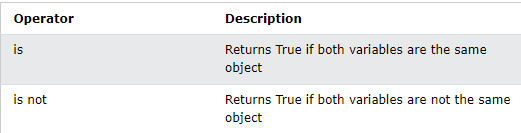 Operator Description
is Returns True if both variables are the same
object
is not Returns True if both variables are not the same
object